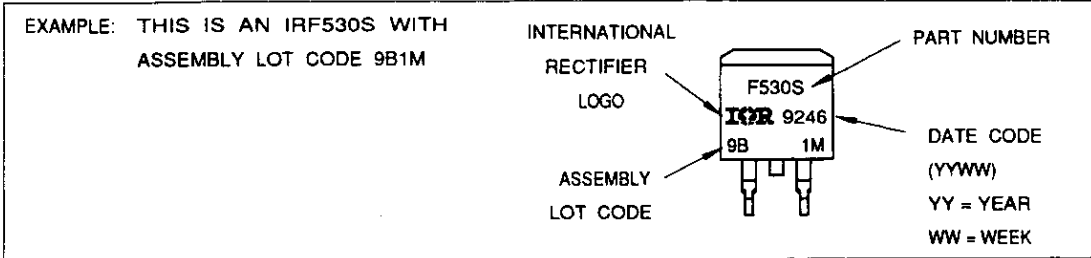 EXAMPLE: THIS IS AN IRF530S WITH
ASSEMBLY LOT CODE 9B1M
INTERNATIONAL
RECTIFIER
LOGO
PART NUMBER
F530S
IOR 9246
9B 1M
ASSEMBLY
LOT CODE
DATE CODE
(YYWW)
YY = YEAR
WW = WEEK